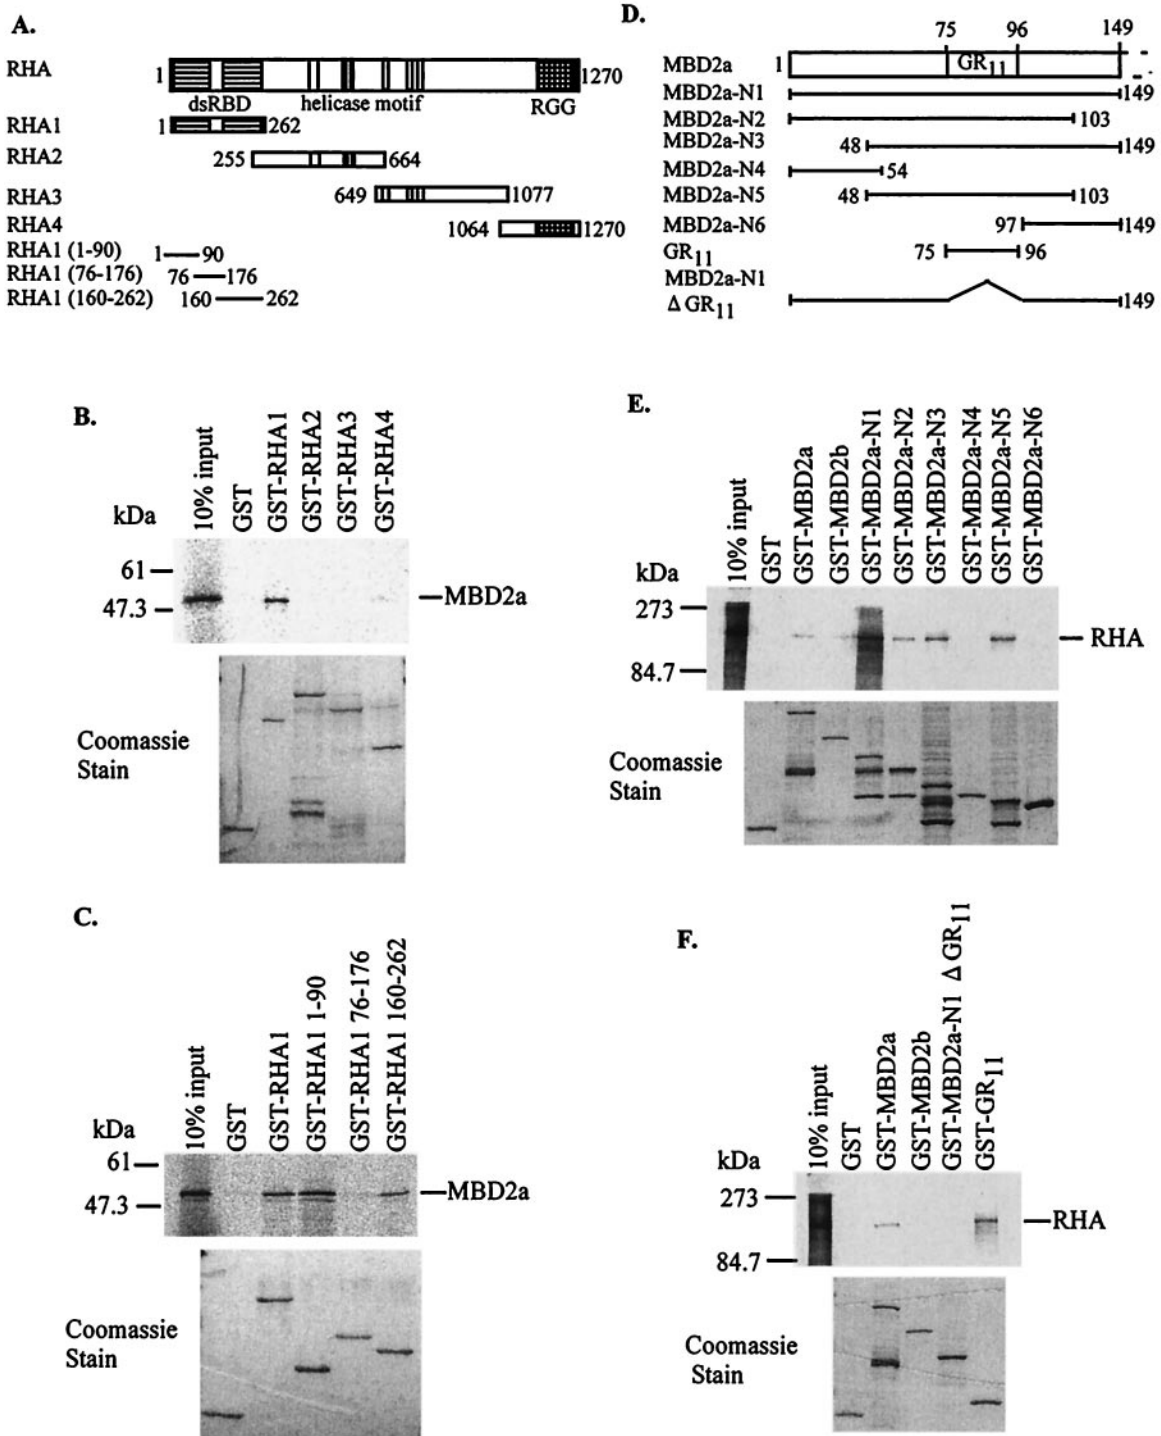 A.
RHA 1 1270
dsRBD helicase motif RGG
RHA1 1 262
RHA2 255 664
RHA3 649 1077
RHA4 1064 1270
RHA1 (1-90) 1 90
RHA1 (76-176) 76 176
RHA1 (160-262) 160 262
D.
75 96 149
MBD2a 1 GR11
MBD2a-N1 149
MBD2a-N2 103
MBD2a-N3 48 149
MBD2a-N4 54
MBD2a-N5 48 103
MBD2a-N6 97 149
GR11 75 96
MBD2a-N1
Δ GR11 149
B.
10% input
GST
GST-RHA1
GST-RHA2
GST-RHA3
GST-RHA4
kDa
61
47.3
MBD2a
Coomassie
Stain
E.
10% input
GST
GST-MBD2a
GST-MBD2b
GST-MBD2a-N1
GST-MBD2a-N2
GST-MBD2a-N3
GST-MBD2a-N4
GST-MBD2a-N5
GST-MBD2a-N6
kDa
273
84.7
RHA
Coomassie
Stain
C.
10% input
GST
GST-RHA1
GST-RHA1 1-90
GST-RHA1 76-176
GST-RHA1 160-262
kDa
61
47.3
MBD2a
Coomassie
Stain
F.
10% input
GST
GST-MBD2a
GST-MBD2b
GST-MBD2a-N1 Δ GR11
GST-GR11
kDa
273
84.7
RHA
Coomassie
Stain